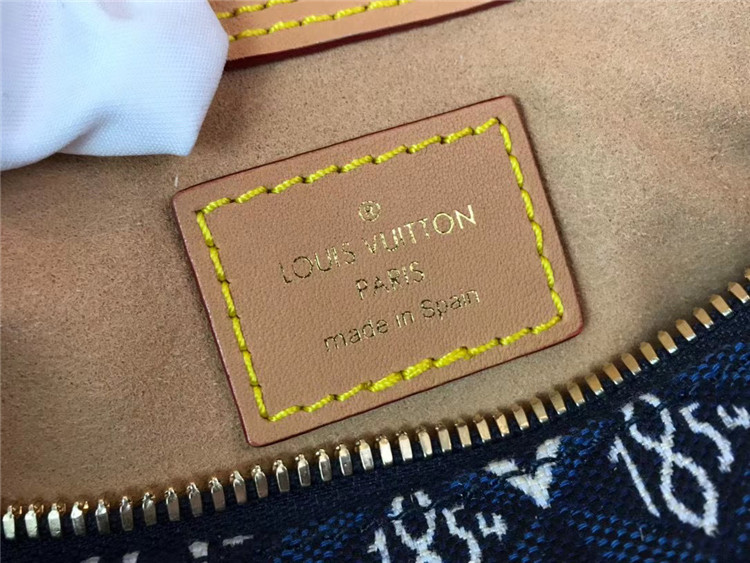 ®
LOUIS VUITTON
PARIS
made in Spain
1854
1854